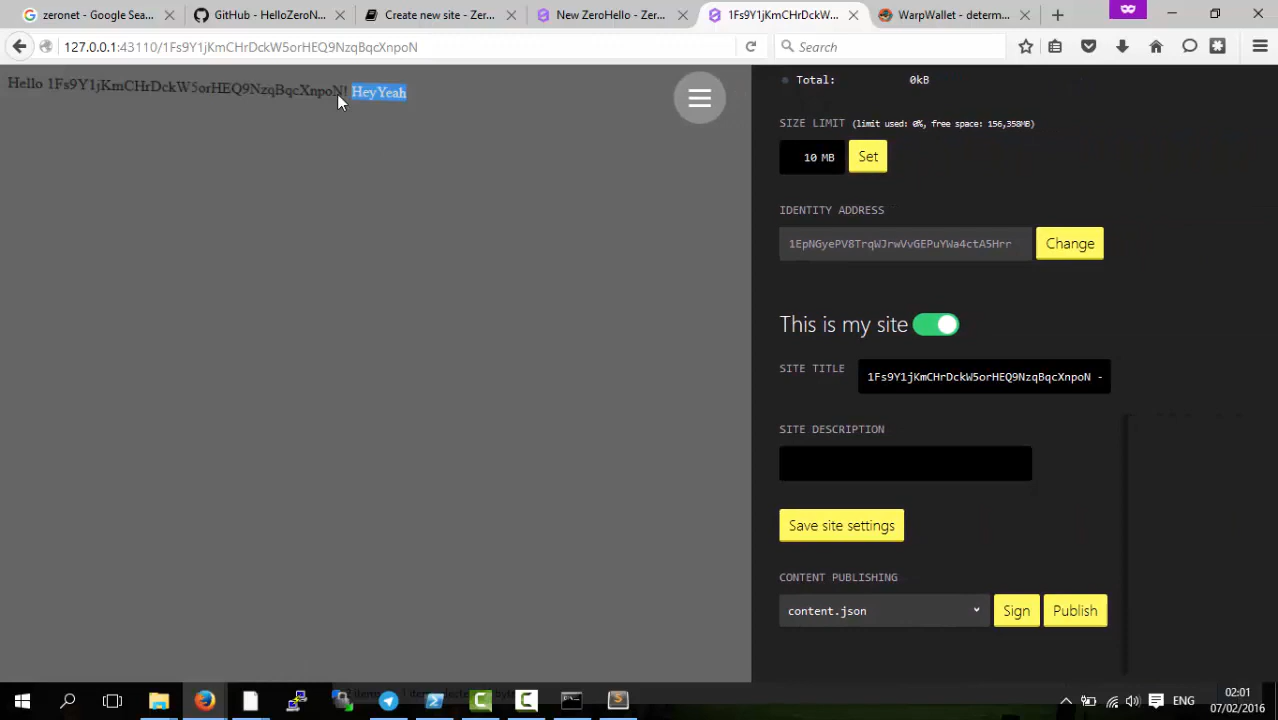 zeronet - Google Sea...
GitHub - HelloZeroN...
Create new site - Zer...
New ZeroHello - Zer...
1Fs9Y1jKmCHrDckW...
WarpWallet - determ...
127.0.0.1:43110/1Fs9Y1jKmCHrDckW5orHEQ9NzqBqcXnpoN
Search
Hello 1Fs9Y1jKmCHrDckW5orHEQ9NzqBqcXnpoN! HeyYeah
Total: 0kB
SIZE LIMIT (limit used: 0%, free space: 156,358MB)
10 MB Set
IDENTITY ADDRESS
1EpNGyePV8TrqWJrwVvGEPuYWa4ctA5Hrr Change
This is my site
SITE TITLE 1Fs9Y1jKmCHrDckW5orHEQ9NzqBqcXnpoN -
SITE DESCRIPTION
Save site settings
CONTENT PUBLISHING
content.json Sign Publish
ENG
02:01
07/02/2016